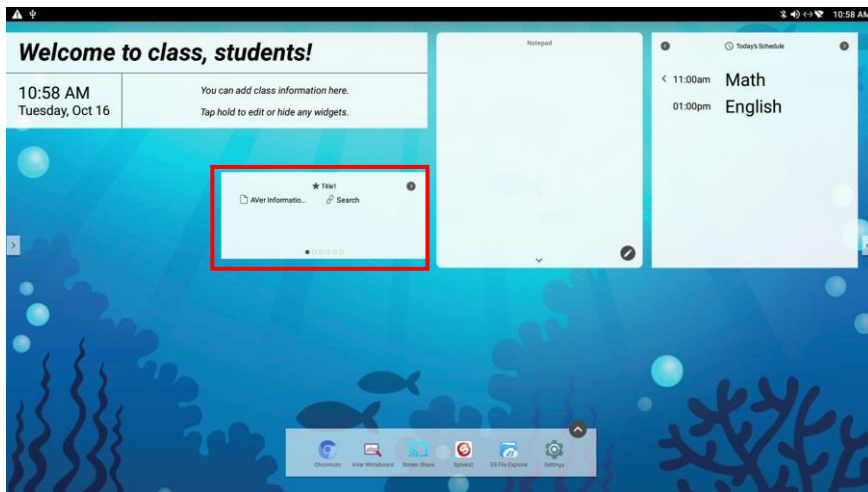 10:58 AM
Welcome to class, students!
10:58 AM
Tuesday, Oct 16
You can add class information here.
Tap hold to edit or hide any widgets.
Title1
AVer Informatio...
Search
Notepad
Today's Schedule
11:00am Math
01:00pm English
Chromium
AVer Whiteboard
Screen Share
Sphere2
ES File Explorer
Settings